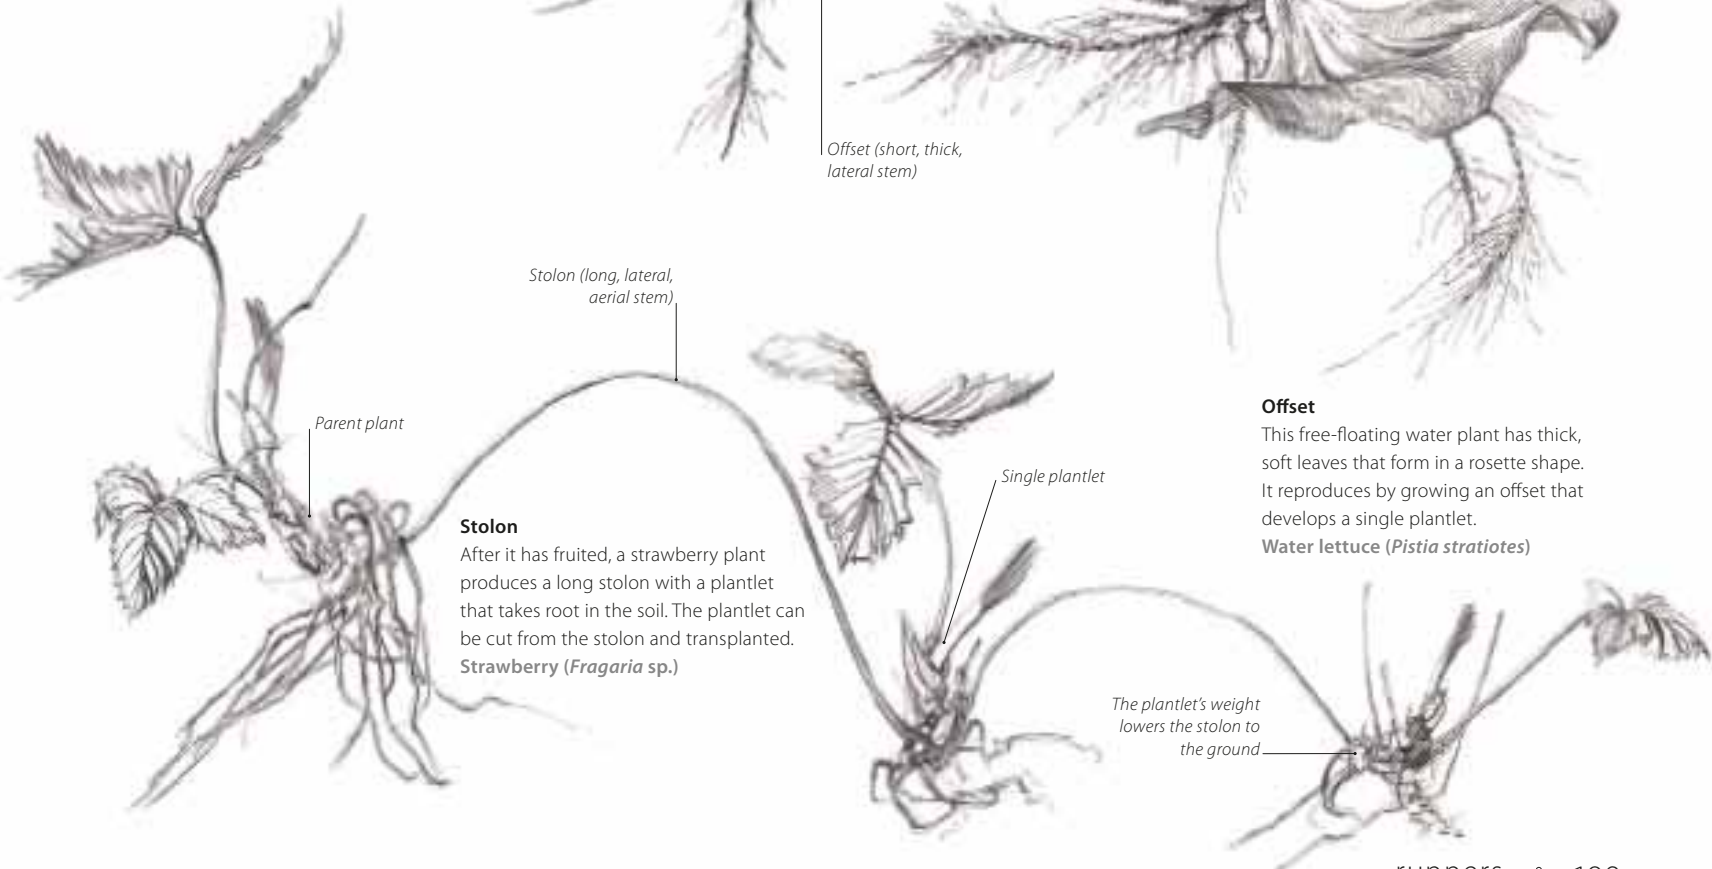 Offset (short, thick,
lateral stem)
Stolon (long, lateral,
aerial stem)
Parent plant
Single plantlet
Stolon
After it has fruited, a strawberry plant
produces a long stolon with a plantlet
that takes root in the soil. The plantlet can
be cut from the stolon and transplanted.
Strawberry (Fragaria sp.)
Offset
This free-floating water plant has thick,
soft leaves that form in a rosette shape.
It reproduces by growing an offset that
develops a single plantlet.
Water lettuce (Pistia stratiotes)
The plantlet’s weight
lowers the stolon to
the ground